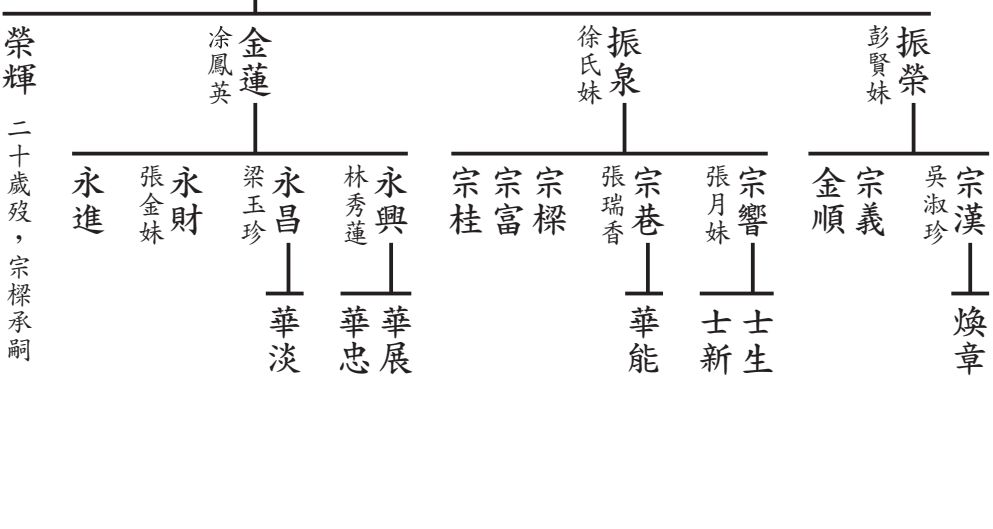 振榮
彭賢妹
振泉
徐氏妹
金蓮
凃鳳英
榮輝
二十歲歿，宗樑承嗣
宗漢
吳淑珍
宗義
金順
宗響
張月妹
宗巷
張瑞香
宗樑
宗富
宗桂
永興
林秀蓮
永昌
梁玉珍
永財
張金妹
永進
煥章
士生
士新
華能
華展
華忠
華淡